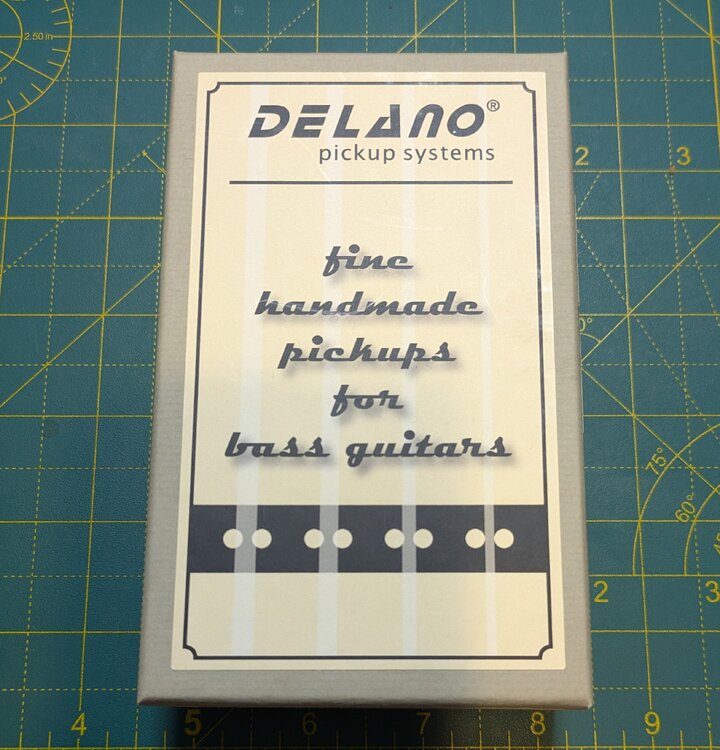 2.50 in
DELANO®
pickup systems
2 3
fine
handmade
pickups
for
bass guitars
75°
60°
2 3
4 5 6 7 8 9